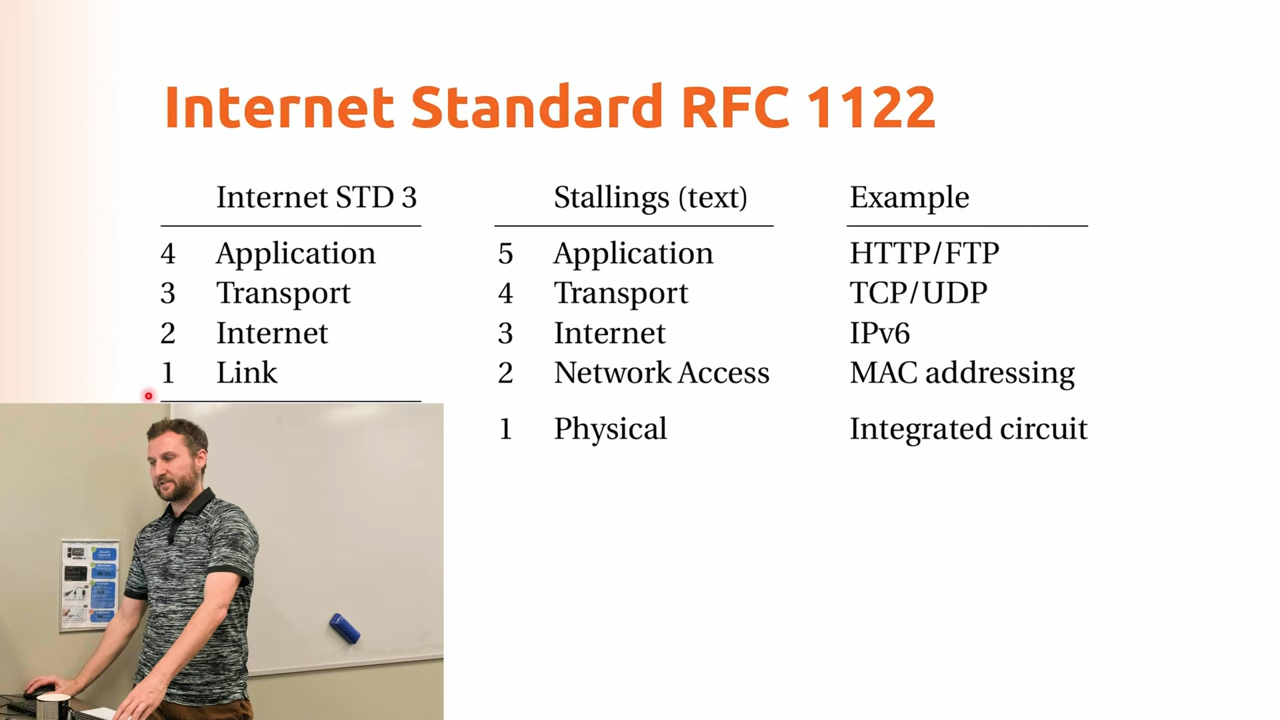 Internet Standard RFC 1122
Internet STD 3 Stallings (text) Example
4 Application 5 Application HTTP/FTP
3 Transport 4 Transport TCP/UDP
2 Internet 3 Internet IPv6
1 Link 2 Network Access MAC addressing
1 Physical Integrated circuit